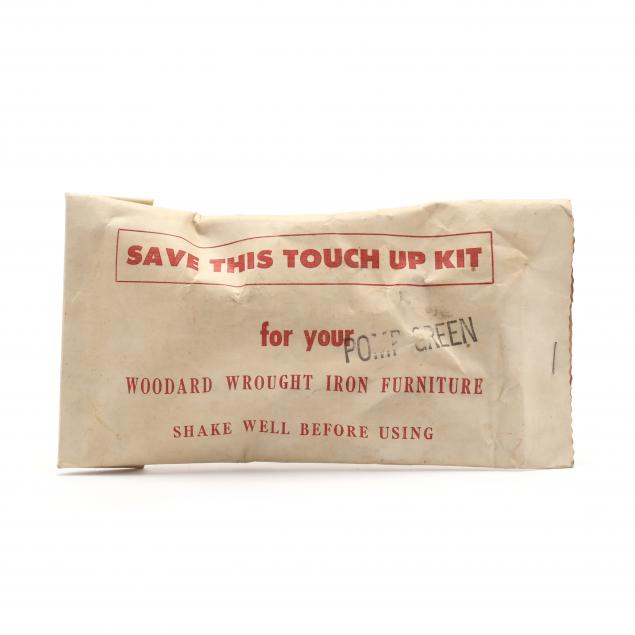 SAVE THIS TOUCH UP KIT
for your POMP GREEN
WOODARD WROUGHT IRON FURNITURE
SHAKE WELL BEFORE USING